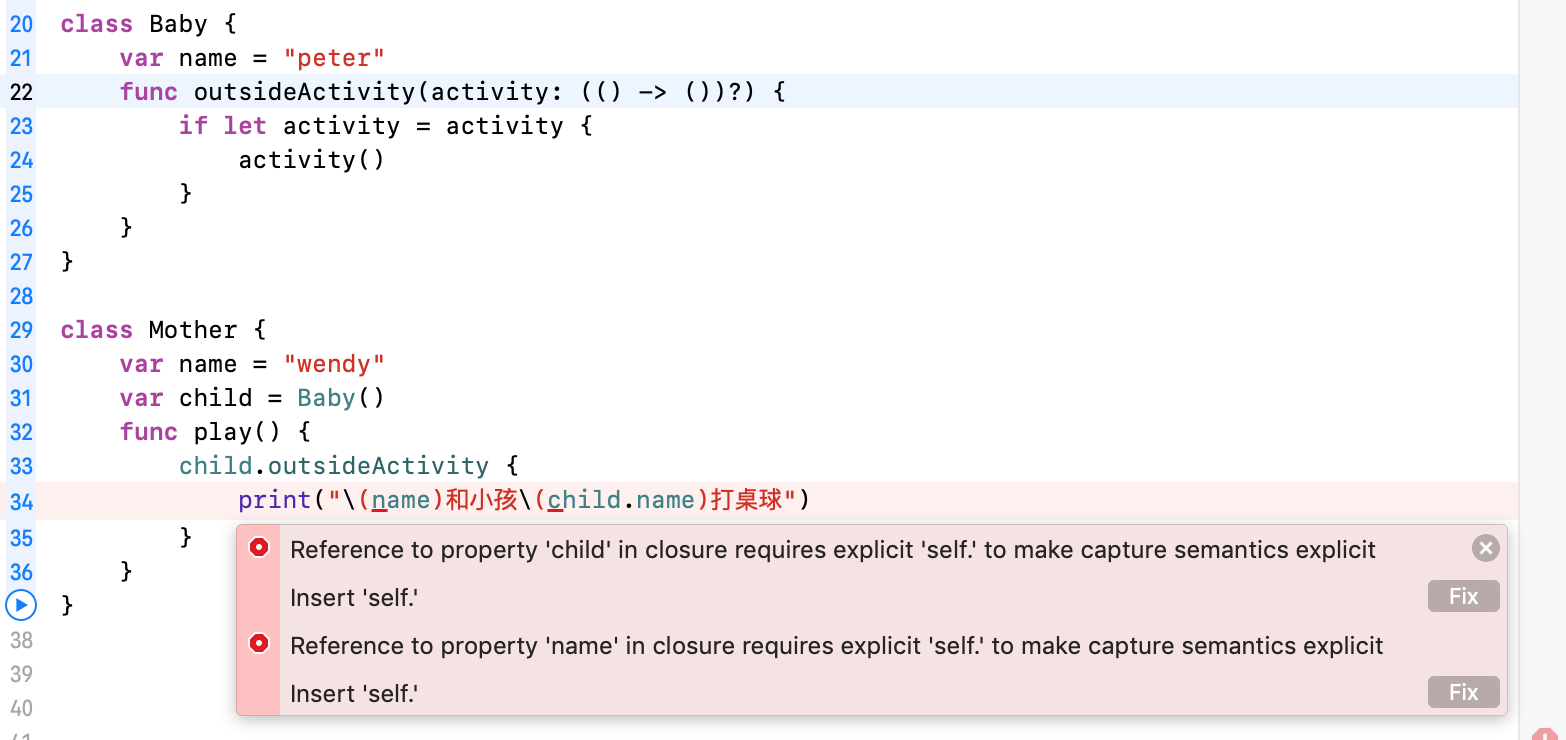 20 class Baby {
21     var name = "peter"
22     func outsideActivity(activity: (() -> ())?) {
23         if let activity = activity {
24             activity()
25         }
26     }
27 }
28
29 class Mother {
30     var name = "wendy"
31     var child = Baby()
32     func play() {
33         child.outsideActivity {
34             print("\(name)和小孩\(child.name)打桌球")
35         }
Reference to property 'child' in closure requires explicit 'self.' to make capture semantics explicit
Insert 'self.' Fix
Reference to property 'name' in closure requires explicit 'self.' to make capture semantics explicit
Insert 'self.' Fix
36     }
}
38
39
40